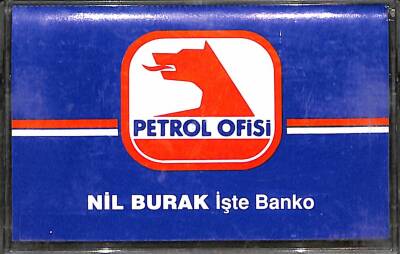 PETROL OFİSİ
NİL BURAK İşte Banko